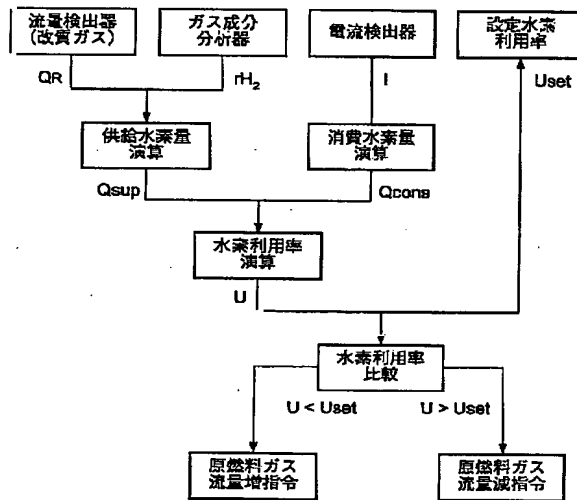 流量検出器
(改質ガス)
ガス成分
分析器
電流検出器
設定水素
利用率
QR
rH₂
I
Uset
供給水素量
演算
消費水素量
演算
Qsup
Qcons
水素利用率
演算
U
水素利用率
比較
U < Uset
U > Uset
原燃料ガス
流量増指令
原燃料ガス
流量減指令